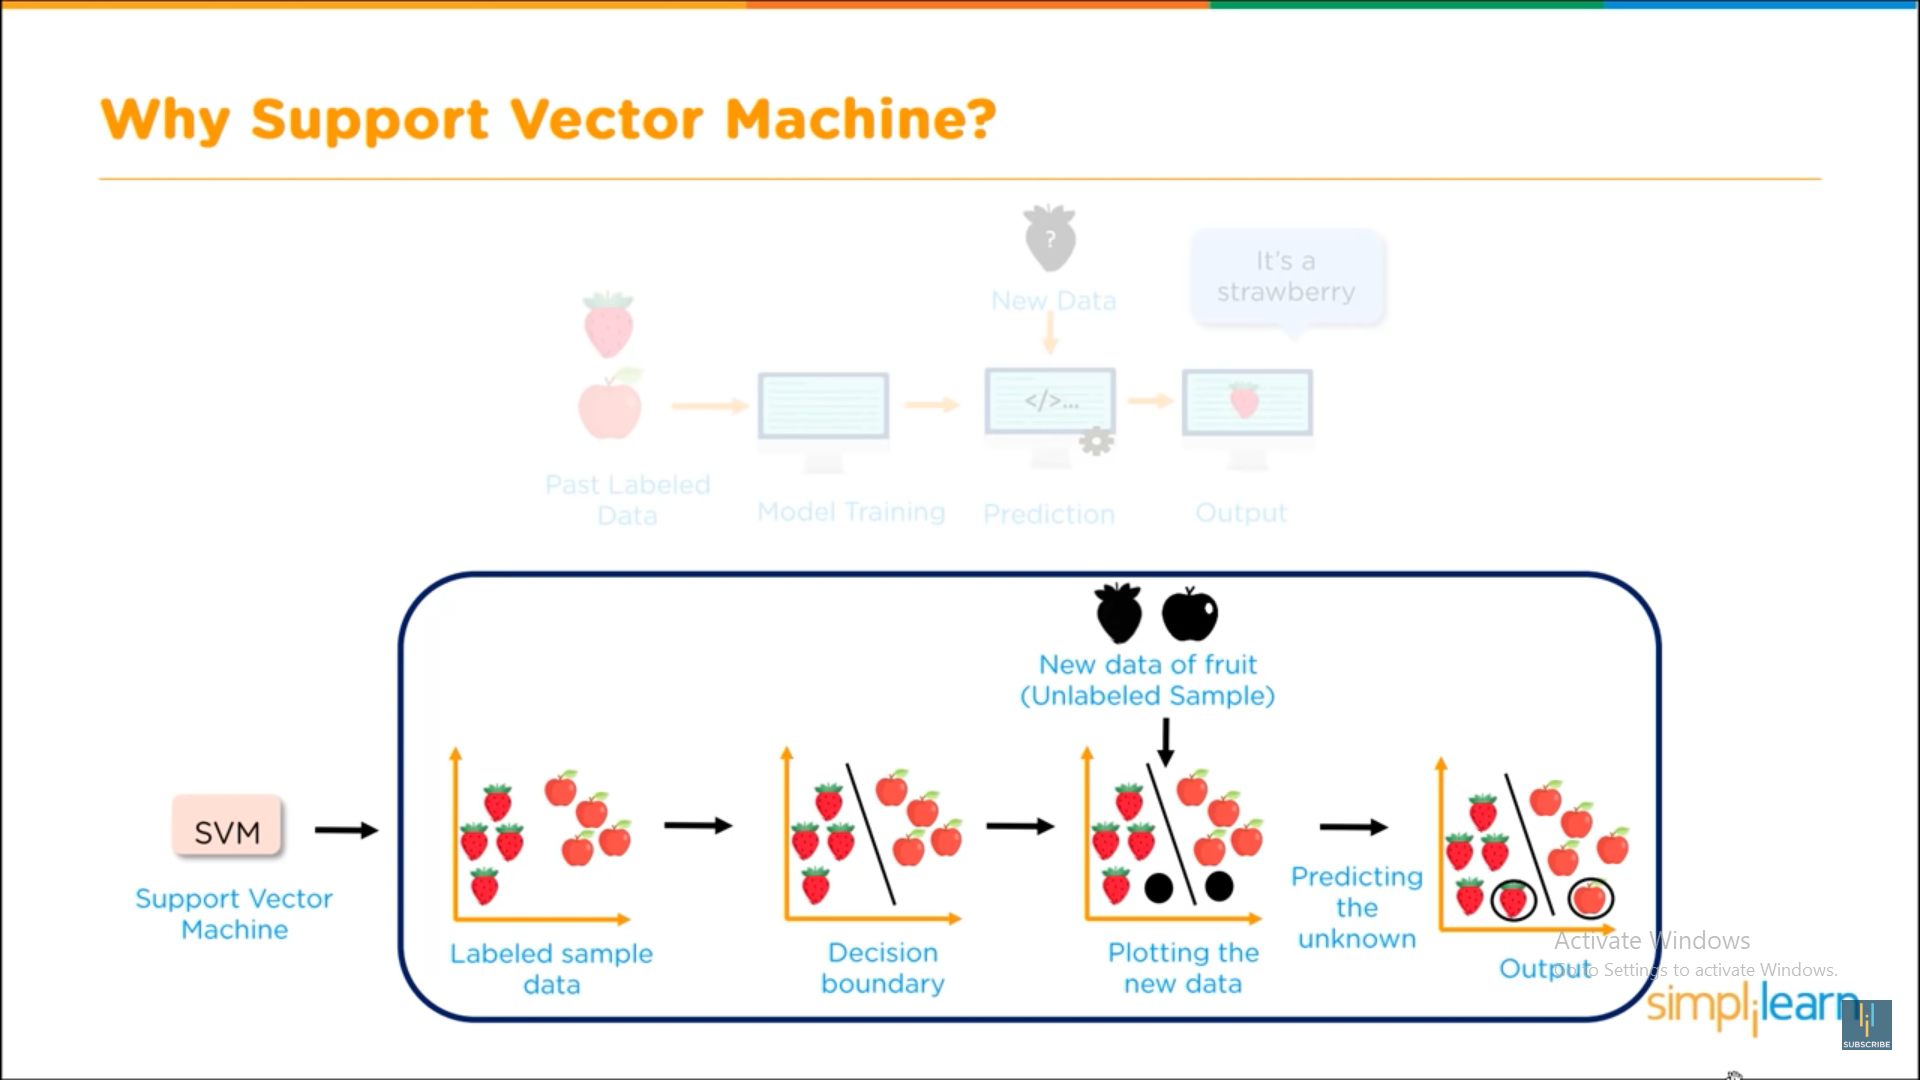 Why Support Vector Machine?
?
New Data
It's a
strawberry
</>...
Past Labeled
Data
Model Training
Prediction
Output
New data of fruit
(Unlabeled Sample)
SVM
Support Vector
Machine
Labeled sample
data
Decision
boundary
Plotting the
new data
Predicting
the
unknown
Output
Activate Windows
Go to Settings to activate Windows.
simplilearn
SUBSCRIBE